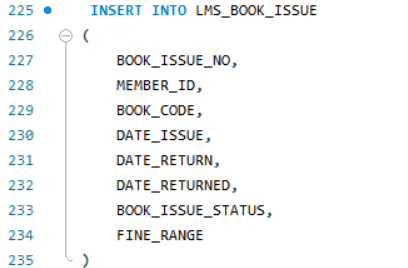 225 INSERT INTO LMS_BOOK_ISSUE
226 (
227 BOOK_ISSUE_NO,
228 MEMBER_ID,
229 BOOK_CODE,
230 DATE_ISSUE,
231 DATE_RETURN,
232 DATE_RETURNED,
233 BOOK_ISSUE_STATUS,
234 FINE_RANGE
235 )